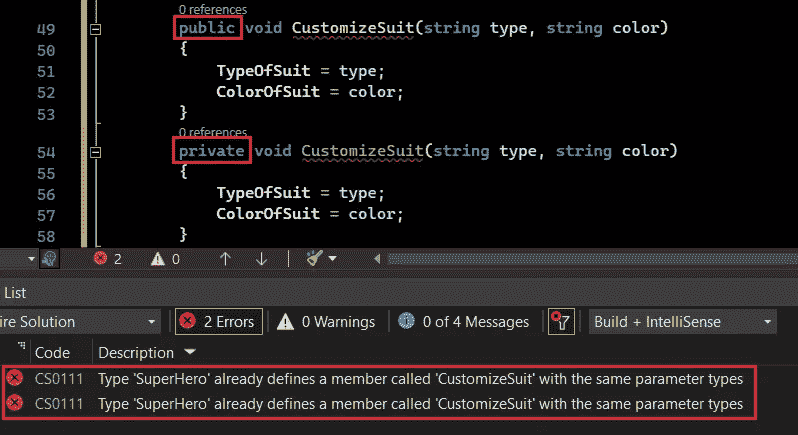 0 references
49 public void CustomizeSuit(string type, string color)
50 {
51 TypeOfSuit = type;
52 ColorOfSuit = color;
53 }
0 references
54 private void CustomizeSuit(string type, string color)
55 {
56 TypeOfSuit = type;
57 ColorOfSuit = color;
58 }
2 0
List
ire Solution 2 Errors 0 Warnings 0 of 4 Messages Build + IntelliSense
Code Description
CS0111 Type 'SuperHero' already defines a member called 'CustomizeSuit' with the same parameter types
CS0111 Type 'SuperHero' already defines a member called 'CustomizeSuit' with the same parameter types